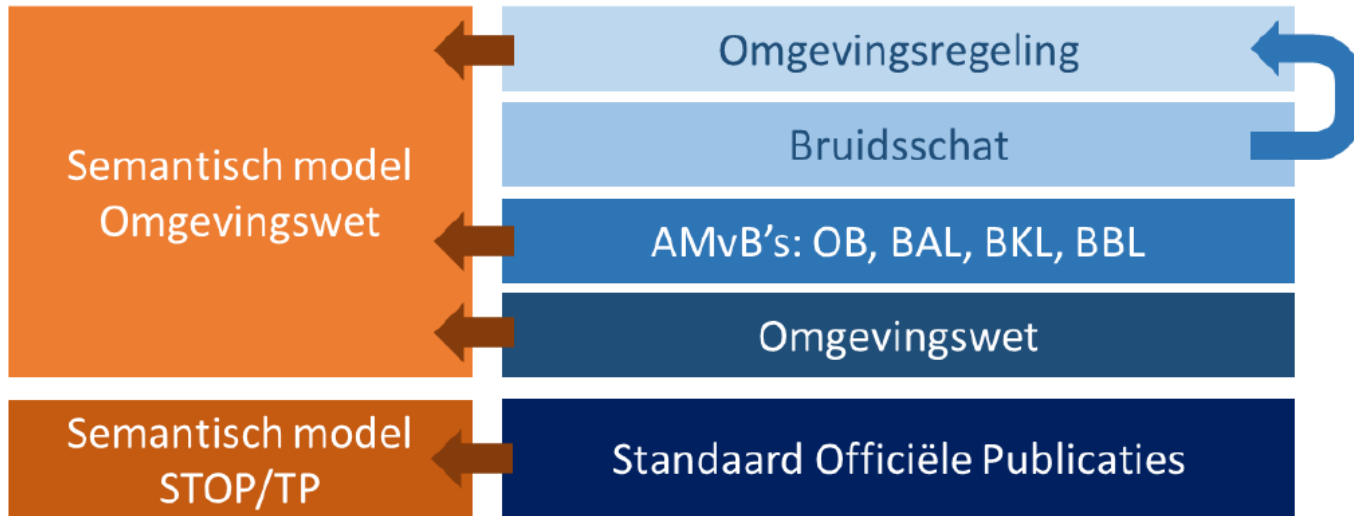 Semantisch model
Omgevingswet
Omgevingsregeling
Bruidsschat
AMvB's: OB, BAL, BKL, BBL
Omgevingswet
Semantisch model
STOP/TP
Standaard Officiële Publicaties